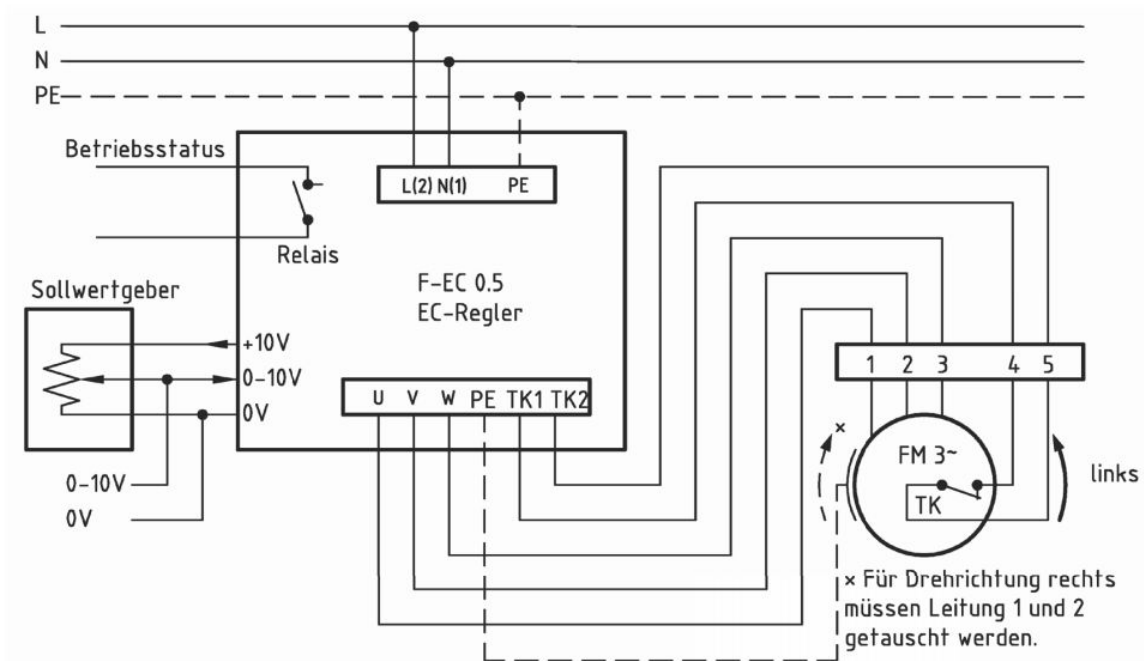 L
N
PE
Betriebsstatus
L(2) N(1) PE
Relais
F-EC 0.5
EC-Regler
Sollwertgeber
+10V
0-10V
0V
0-10V
0V
U V W PE TK1 TK2
1 2 3 4 5
×
FM 3~
TK
links
× Für Drehrichtung rechts
müssen Leitung 1 und 2
getauscht werden.